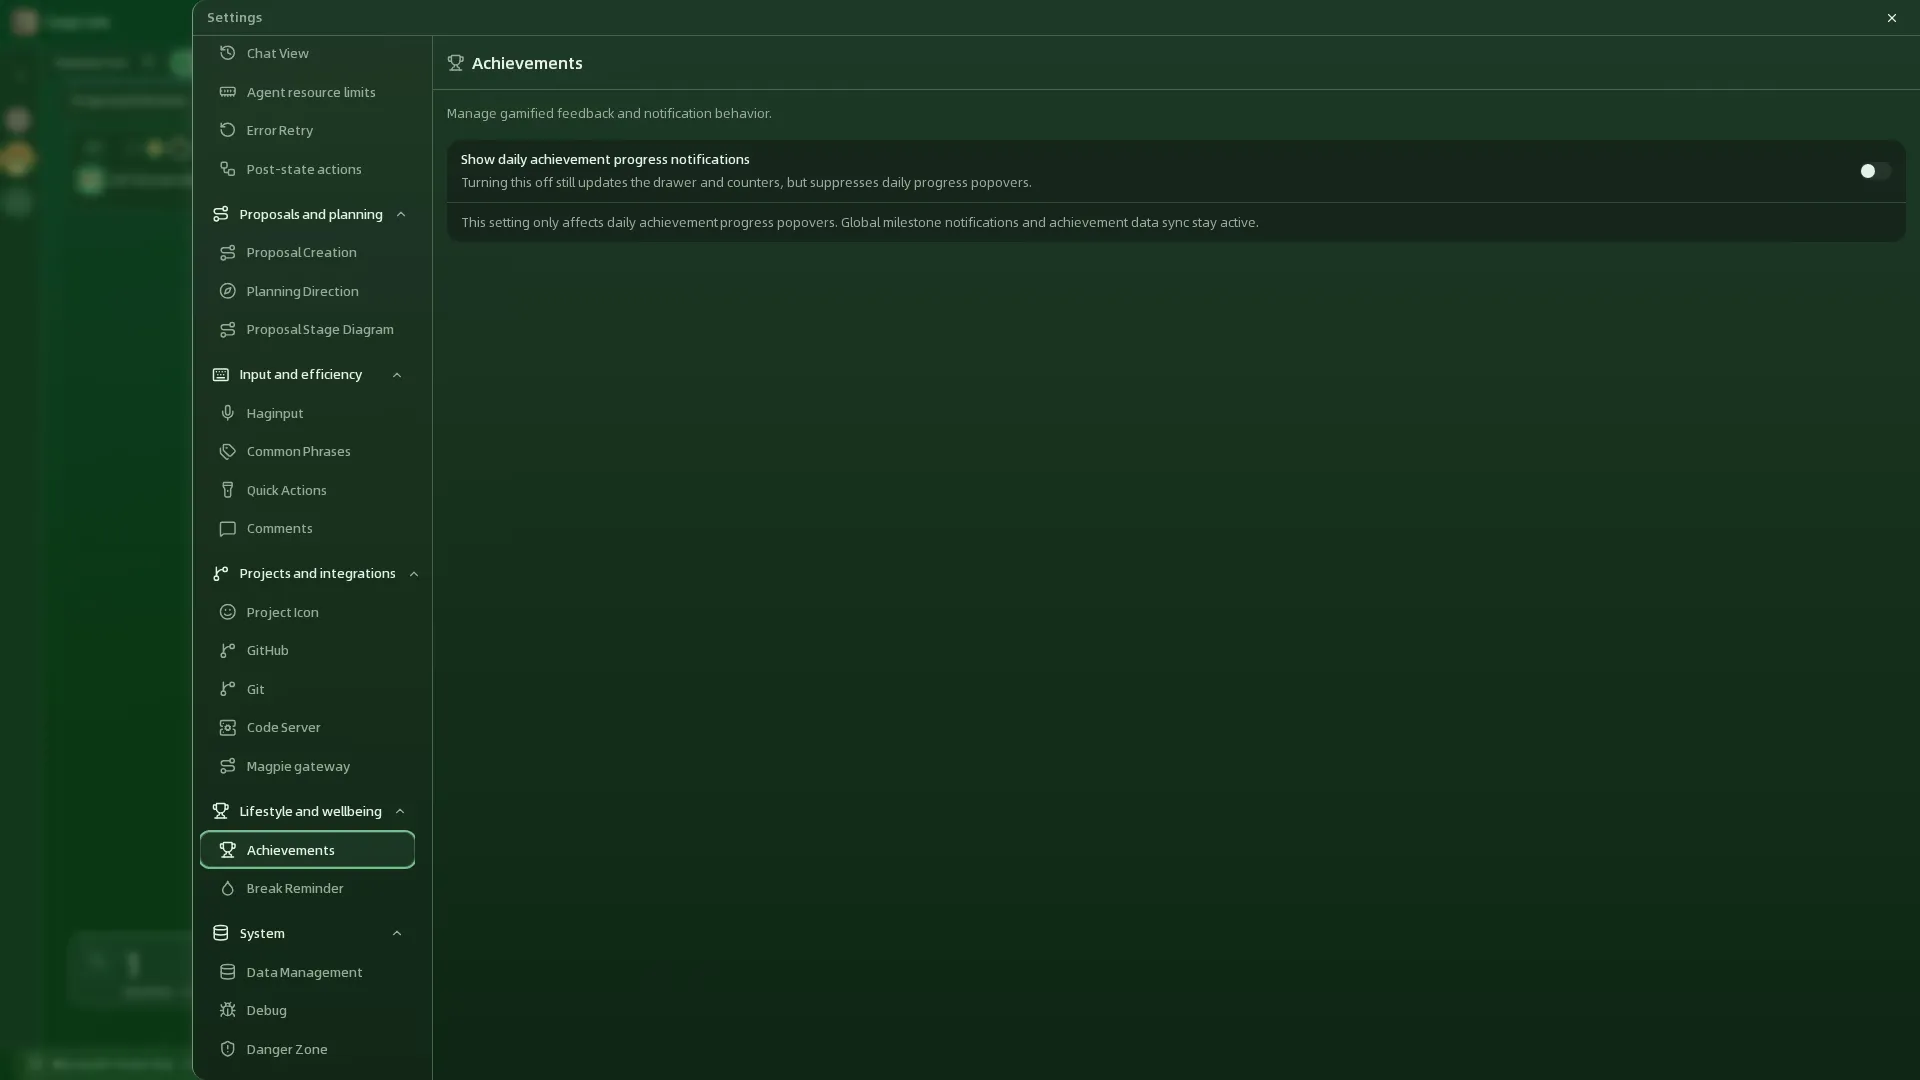 Settings
Chat View
Agent resource limits
Error Retry
Post-state actions
Proposals and planning
Proposal Creation
Planning Direction
Proposal Stage Diagram
Input and efficiency
Haginput
Common Phrases
Quick Actions
Comments
Projects and integrations
Project Icon
GitHub
Git
Code Server
Magpie gateway
Lifestyle and wellbeing
Achievements
Break Reminder
System
Data Management
Debug
Danger Zone
Achievements
Manage gamified feedback and notification behavior.
Show daily achievement progress notifications
Turning this off still updates the drawer and counters, but suppresses daily progress popovers.
This setting only affects daily achievement progress popovers. Global milestone notifications and achievement data sync stay active.